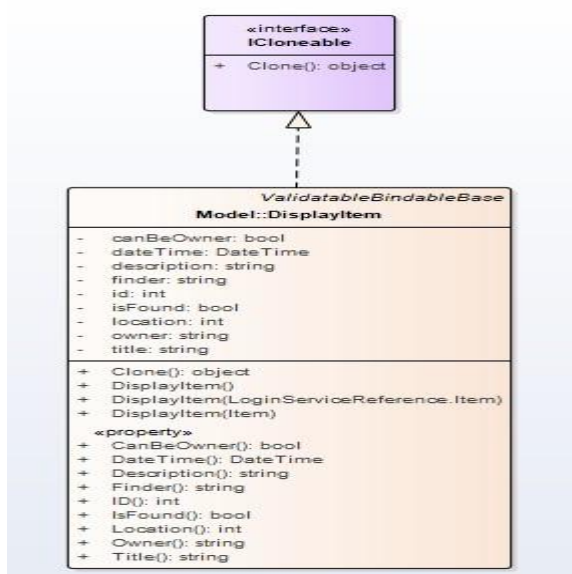 «interface»
ICloneable
+ Clone(): object
ValidatableBindableBase
Model::DisplayItem
- canBeOwner: bool
- dateTime: DateTime
- description: string
- finder: string
- id: int
- isFound: bool
- location: int
- owner: string
- title: string
+ Clone(): object
+ DisplayItem()
+ DisplayItem(LoginServiceReference.Item)
+ DisplayItem(Item)
«property»
+ CanBeOwner(): bool
+ DateTime(): DateTime
+ Description(): string
+ Finder(): string
+ ID(): int
+ IsFound(): bool
+ Location(): int
+ Owner(): string
+ Title(): string